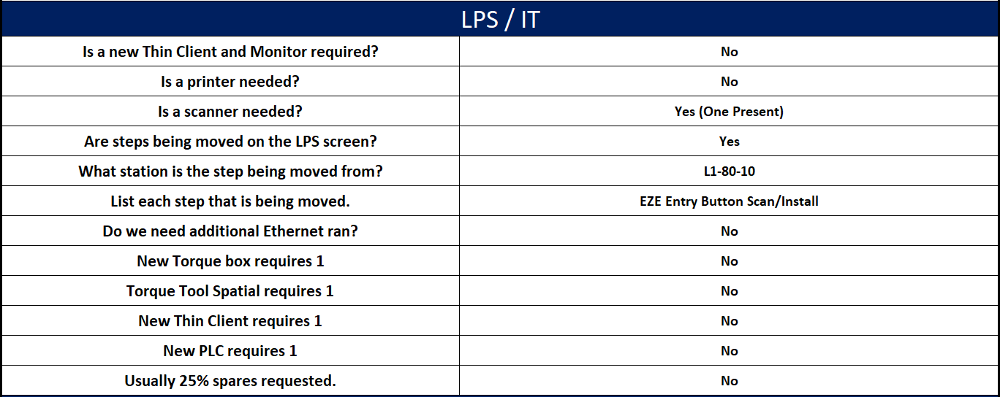 LPS / IT
Is a new Thin Client and Monitor required? No
Is a printer needed? No
Is a scanner needed? Yes (One Present)
Are steps being moved on the LPS screen? Yes
What station is the step being moved from? L1-80-10
List each step that is being moved. EZE Entry Button Scan/Install
Do we need additional Ethernet ran? No
New Torque box requires 1 No
Torque Tool Spatial requires 1 No
New Thin Client requires 1 No
New PLC requires 1 No
Usually 25% spares requested. No